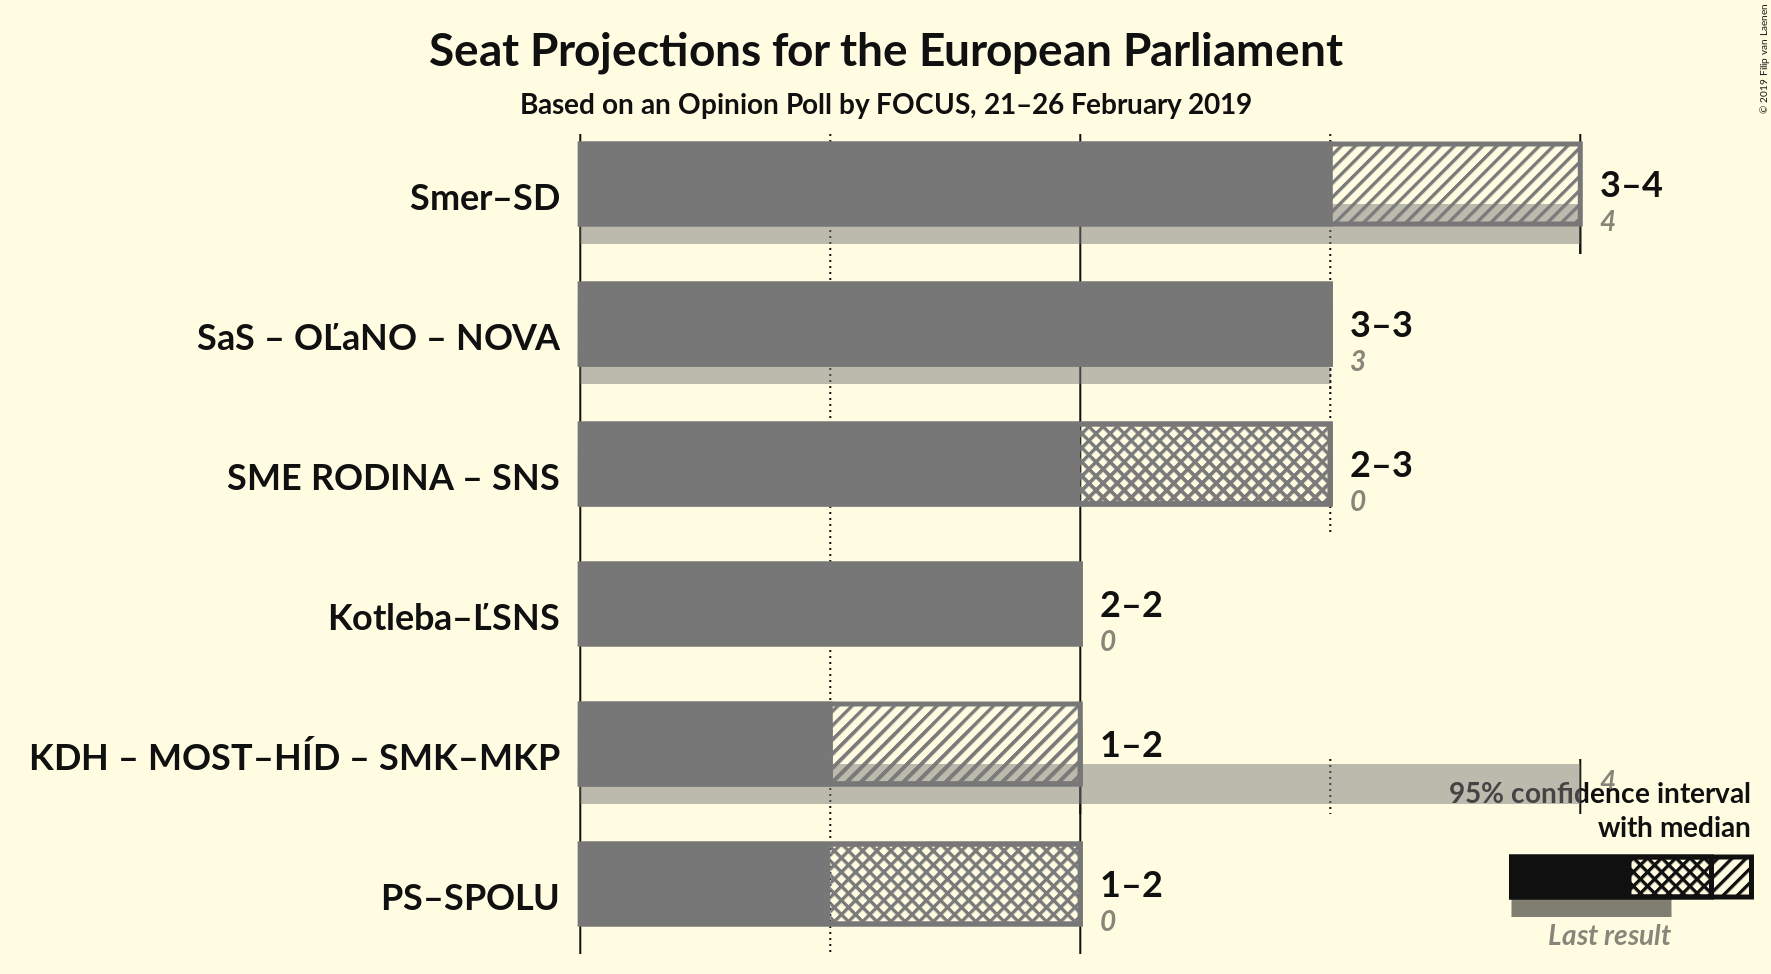 Seat Projections for the European Parliament
Based on an Opinion Poll by FOCUS, 21–26 February 2019
© 2019 Filip van Laenen
Smer–SD
3–4
4
SaS – OĽaNO – NOVA
3–3
3
SME RODINA – SNS
2–3
0
Kotleba–ĽSNS
2–2
0
KDH – MOST–HÍD – SMK–MKP
1–2
4
PS–SPOLU
1–2
0
95% confidence interval
with median
Last result